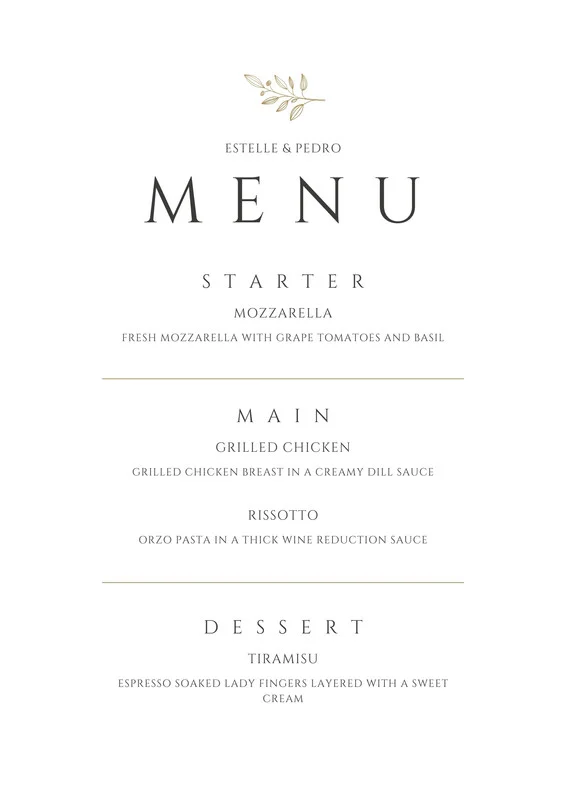 ESTELLE & PEDRO
MENU
STARTER
MOZZARELLA
FRESH MOZZARELLA WITH GRAPE TOMATOES AND BASIL
MAIN
GRILLED CHICKEN
GRILLED CHICKEN BREAST IN A CREAMY DILL SAUCE
RISSOTTO
ORZO PASTA IN A THICK WINE REDUCTION SAUCE
DESSERT
TIRAMISU
ESPRESSO SOAKED LADY FINGERS LAYERED WITH A SWEET
CREAM